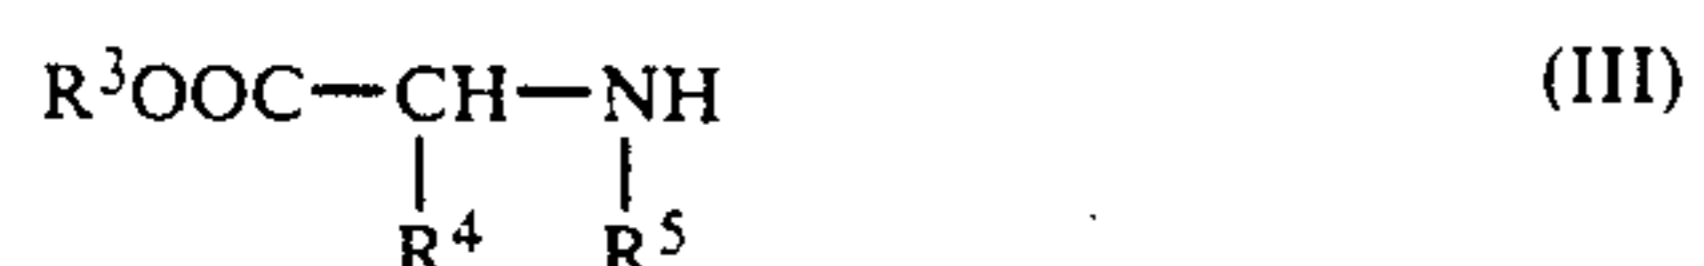 R³OOC—CH—NH (III)
R⁴ R⁵